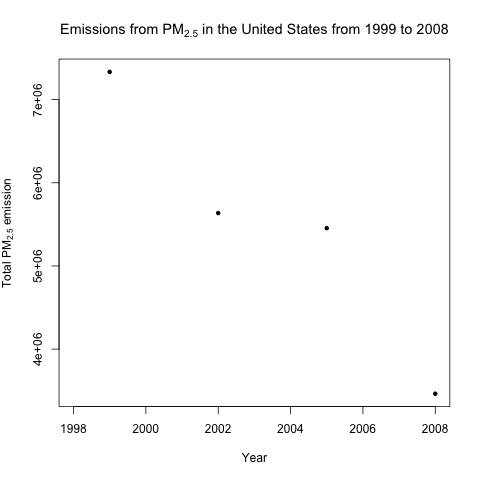 Emissions from PM2.5 in the United States from 1999 to 2008
Total PM2.5 emission
7e+06
6e+06
5e+06
4e+06
1998 2000 2002 2004 2006 2008
Year